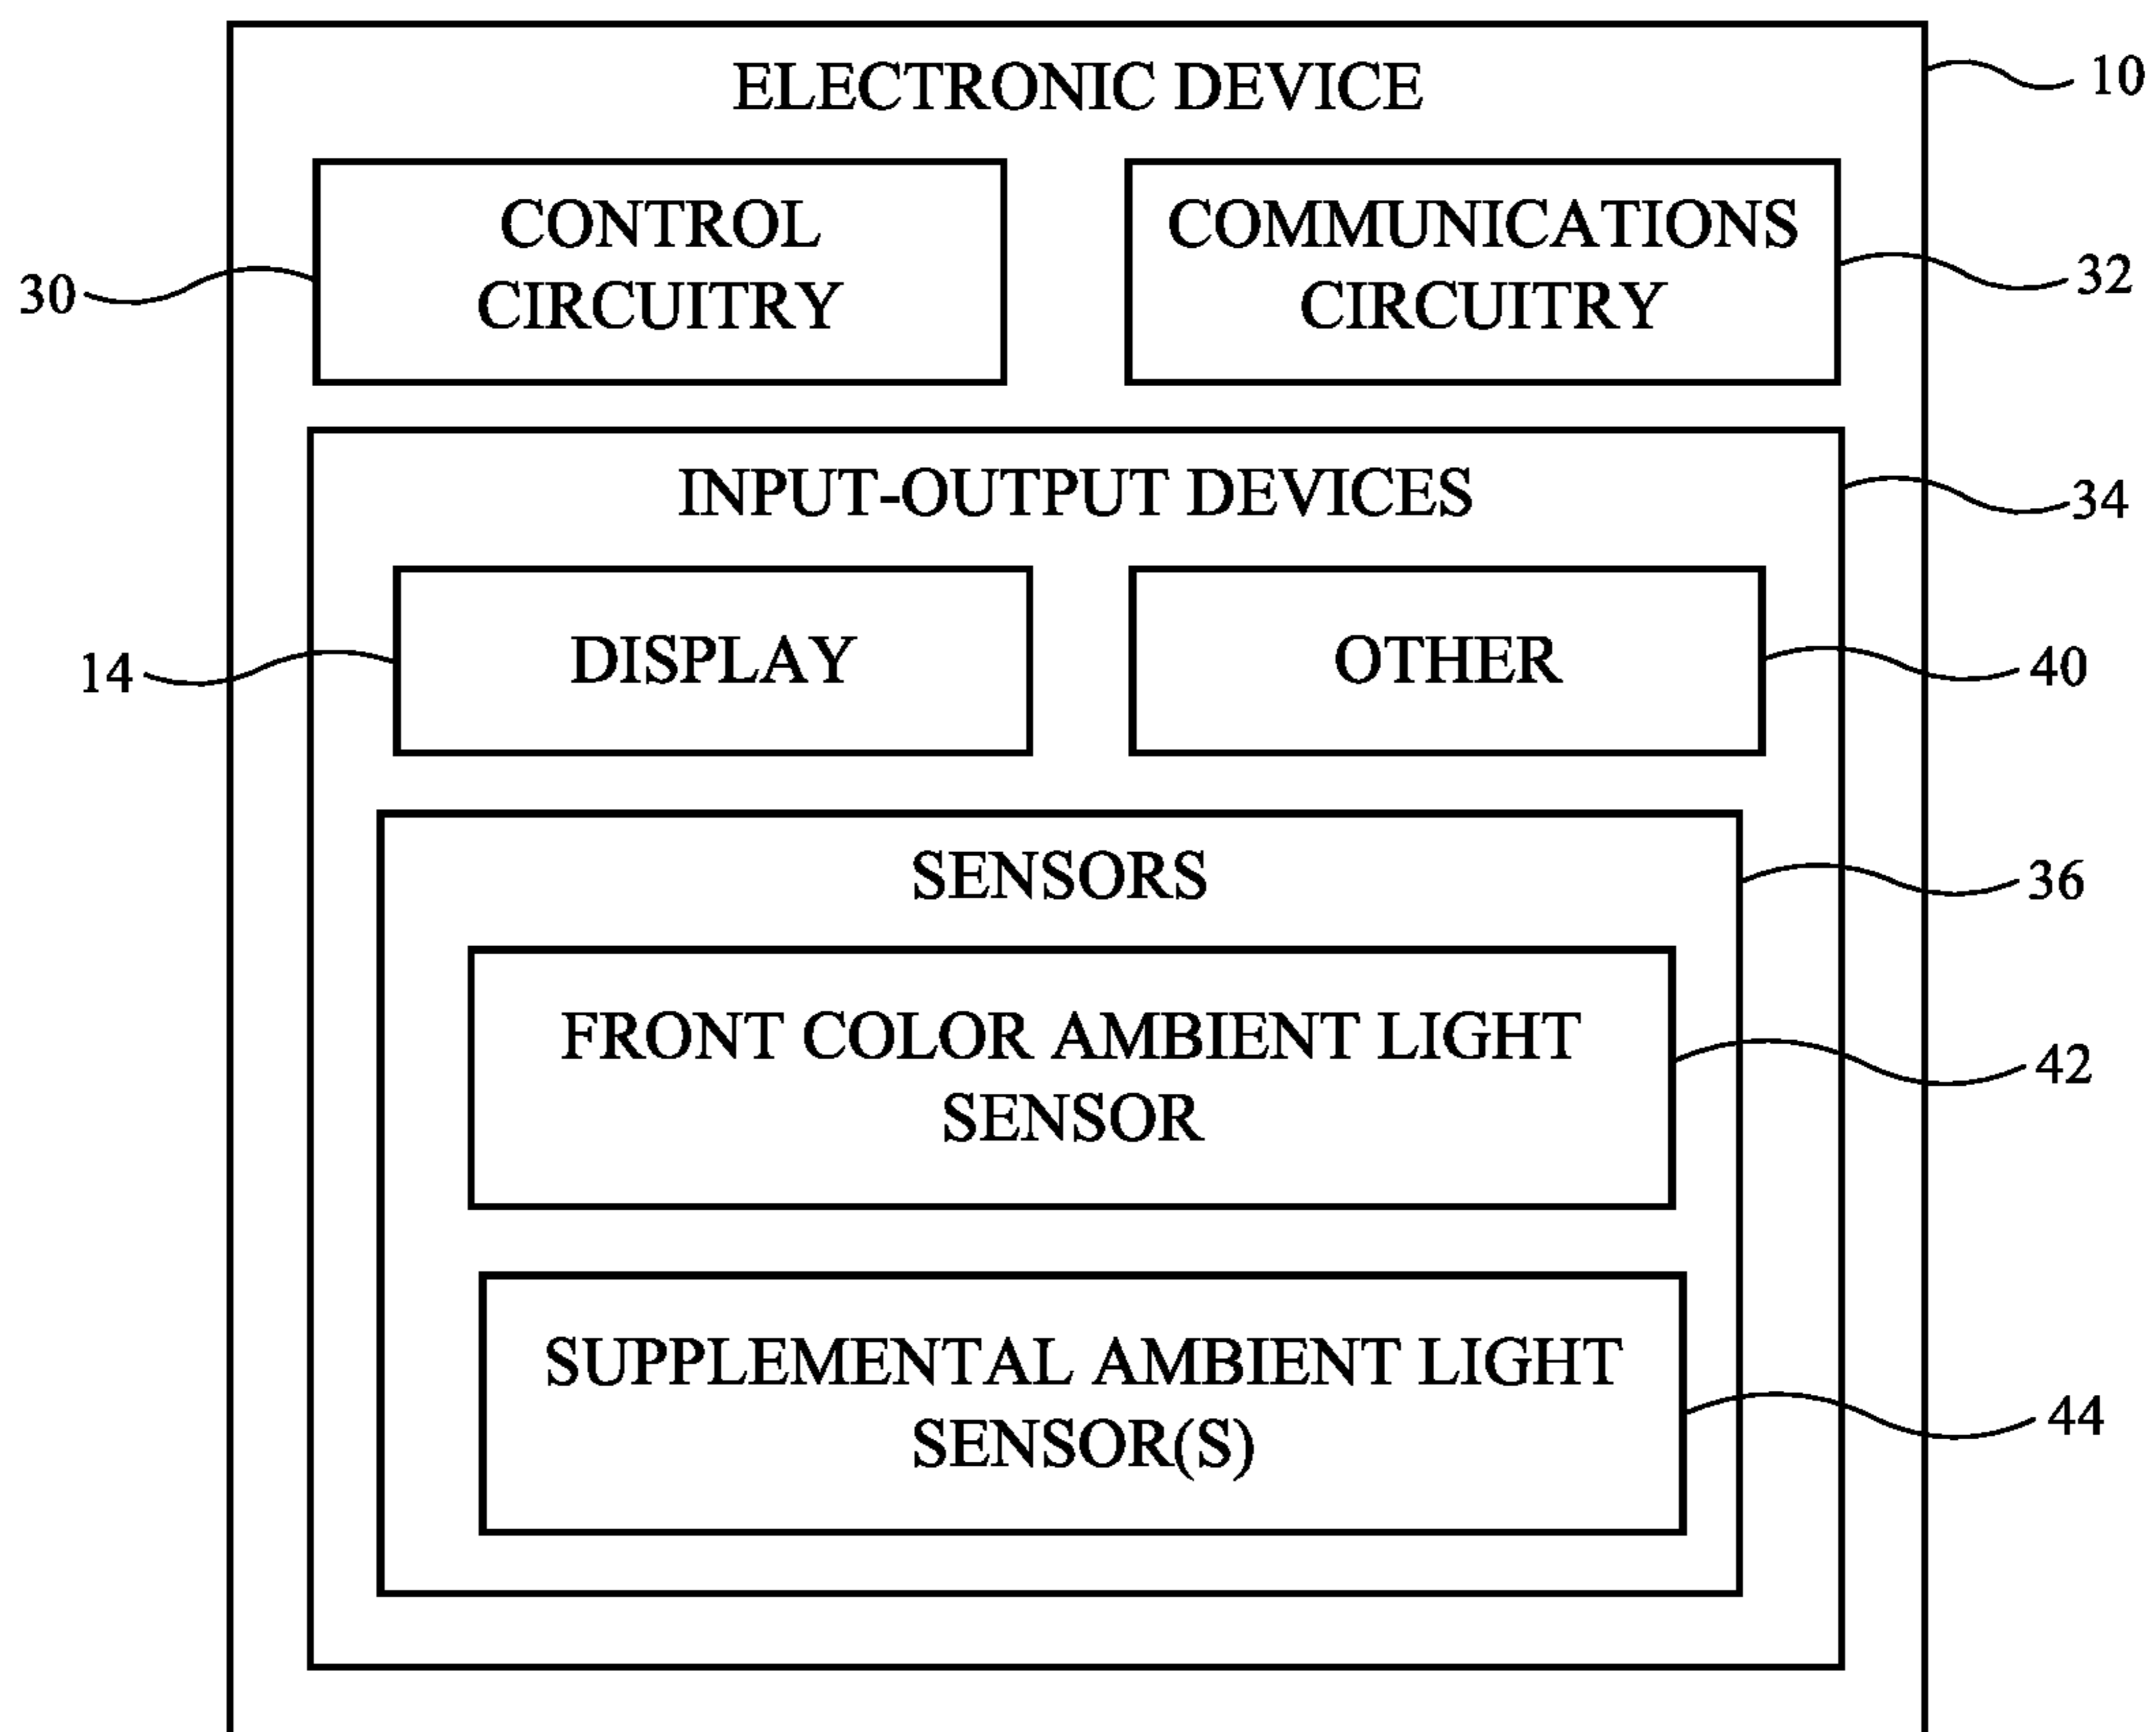 ELECTRONIC DEVICE
10
CONTROL
CIRCUITRY
30
COMMUNICATIONS
CIRCUITRY
32
INPUT-OUTPUT DEVICES
34
DISPLAY
14
OTHER
40
SENSORS
36
FRONT COLOR AMBIENT LIGHT
SENSOR
42
SUPPLEMENTAL AMBIENT LIGHT
SENSOR(S)
44